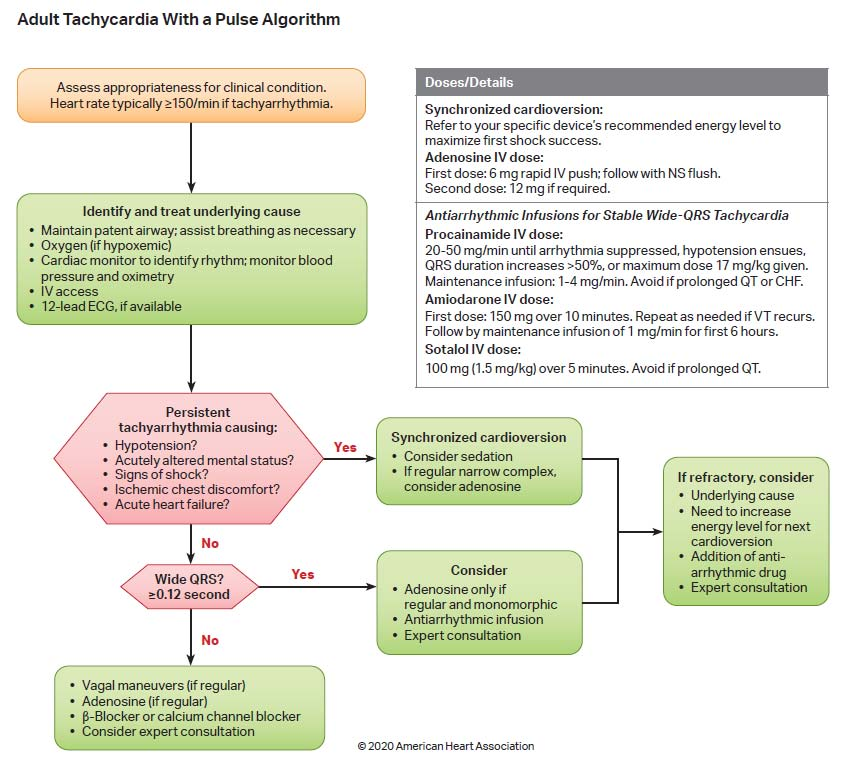 Adult Tachycardia With a Pulse Algorithm
Assess appropriateness for clinical condition.
Heart rate typically ≥150/min if tachyarrhythmia.
Identify and treat underlying cause
• Maintain patent airway; assist breathing as necessary
• Oxygen (if hypoxemic)
• Cardiac monitor to identify rhythm; monitor blood
pressure and oximetry
• IV access
• 12-lead ECG, if available
Persistent
tachyarrhythmia causing:
• Hypotension?
• Acutely altered mental status?
• Signs of shock?
• Ischemic chest discomfort?
• Acute heart failure?
Yes
Synchronized cardioversion
• Consider sedation
• If regular narrow complex,
consider adenosine
If refractory, consider
• Underlying cause
• Need to increase
energy level for next
cardioversion
• Addition of anti-
arrhythmic drug
• Expert consultation
No
Wide QRS?
≥0.12 second
Yes
Consider
• Adenosine only if
regular and monomorphic
• Antiarrhythmic infusion
• Expert consultation
No
• Vagal maneuvers (if regular)
• Adenosine (if regular)
• β-Blocker or calcium channel blocker
• Consider expert consultation
Doses/Details
Synchronized cardioversion:
Refer to your specific device's recommended energy level to
maximize first shock success.
Adenosine IV dose:
First dose: 6 mg rapid IV push; follow with NS flush.
Second dose: 12 mg if required.
Antiarrhythmic Infusions for Stable Wide-QRS Tachycardia
Procainamide IV dose:
20-50 mg/min until arrhythmia suppressed, hypotension ensues,
QRS duration increases >50%, or maximum dose 17 mg/kg given.
Maintenance infusion: 1-4 mg/min. Avoid if prolonged QT or CHF.
Amiodarone IV dose:
First dose: 150 mg over 10 minutes. Repeat as needed if VT recurs.
Follow by maintenance infusion of 1 mg/min for first 6 hours.
Sotalol IV dose:
100 mg (1.5 mg/kg) over 5 minutes. Avoid if prolonged QT.
© 2020 American Heart Association